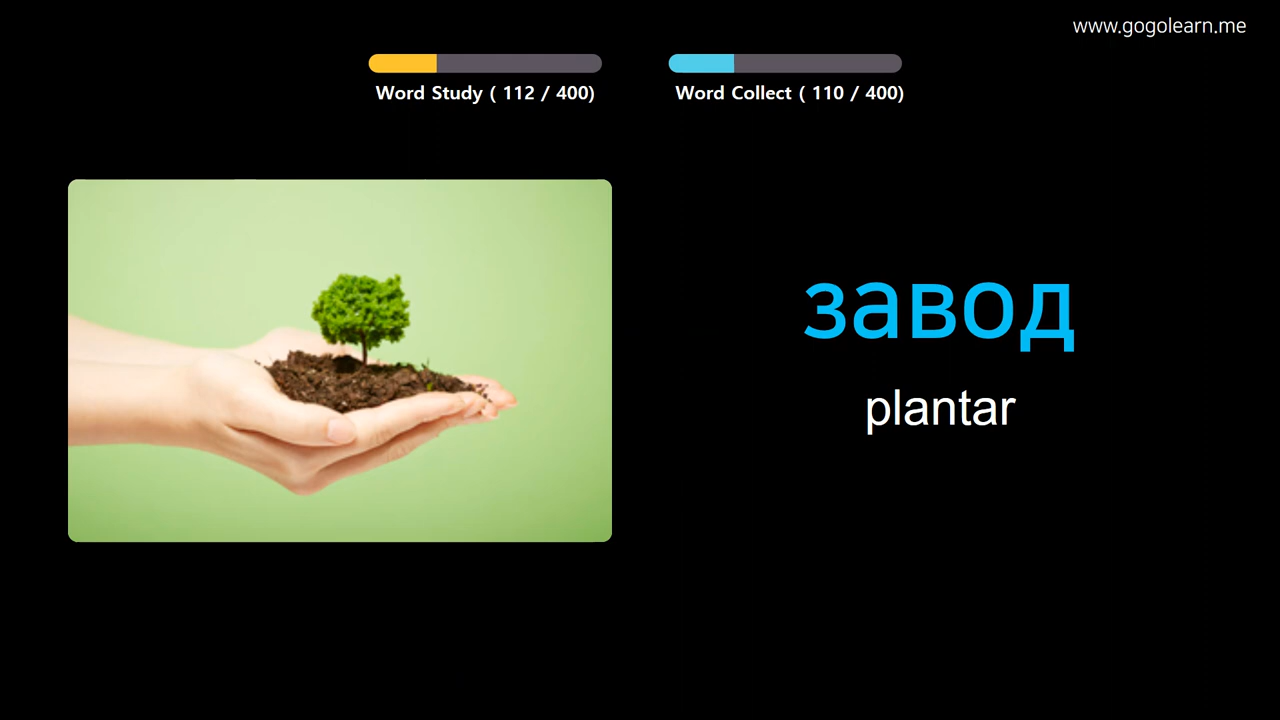 www.gogolearn.me
Word Study ( 112 / 400)
Word Collect ( 110 / 400)
завод
plantar